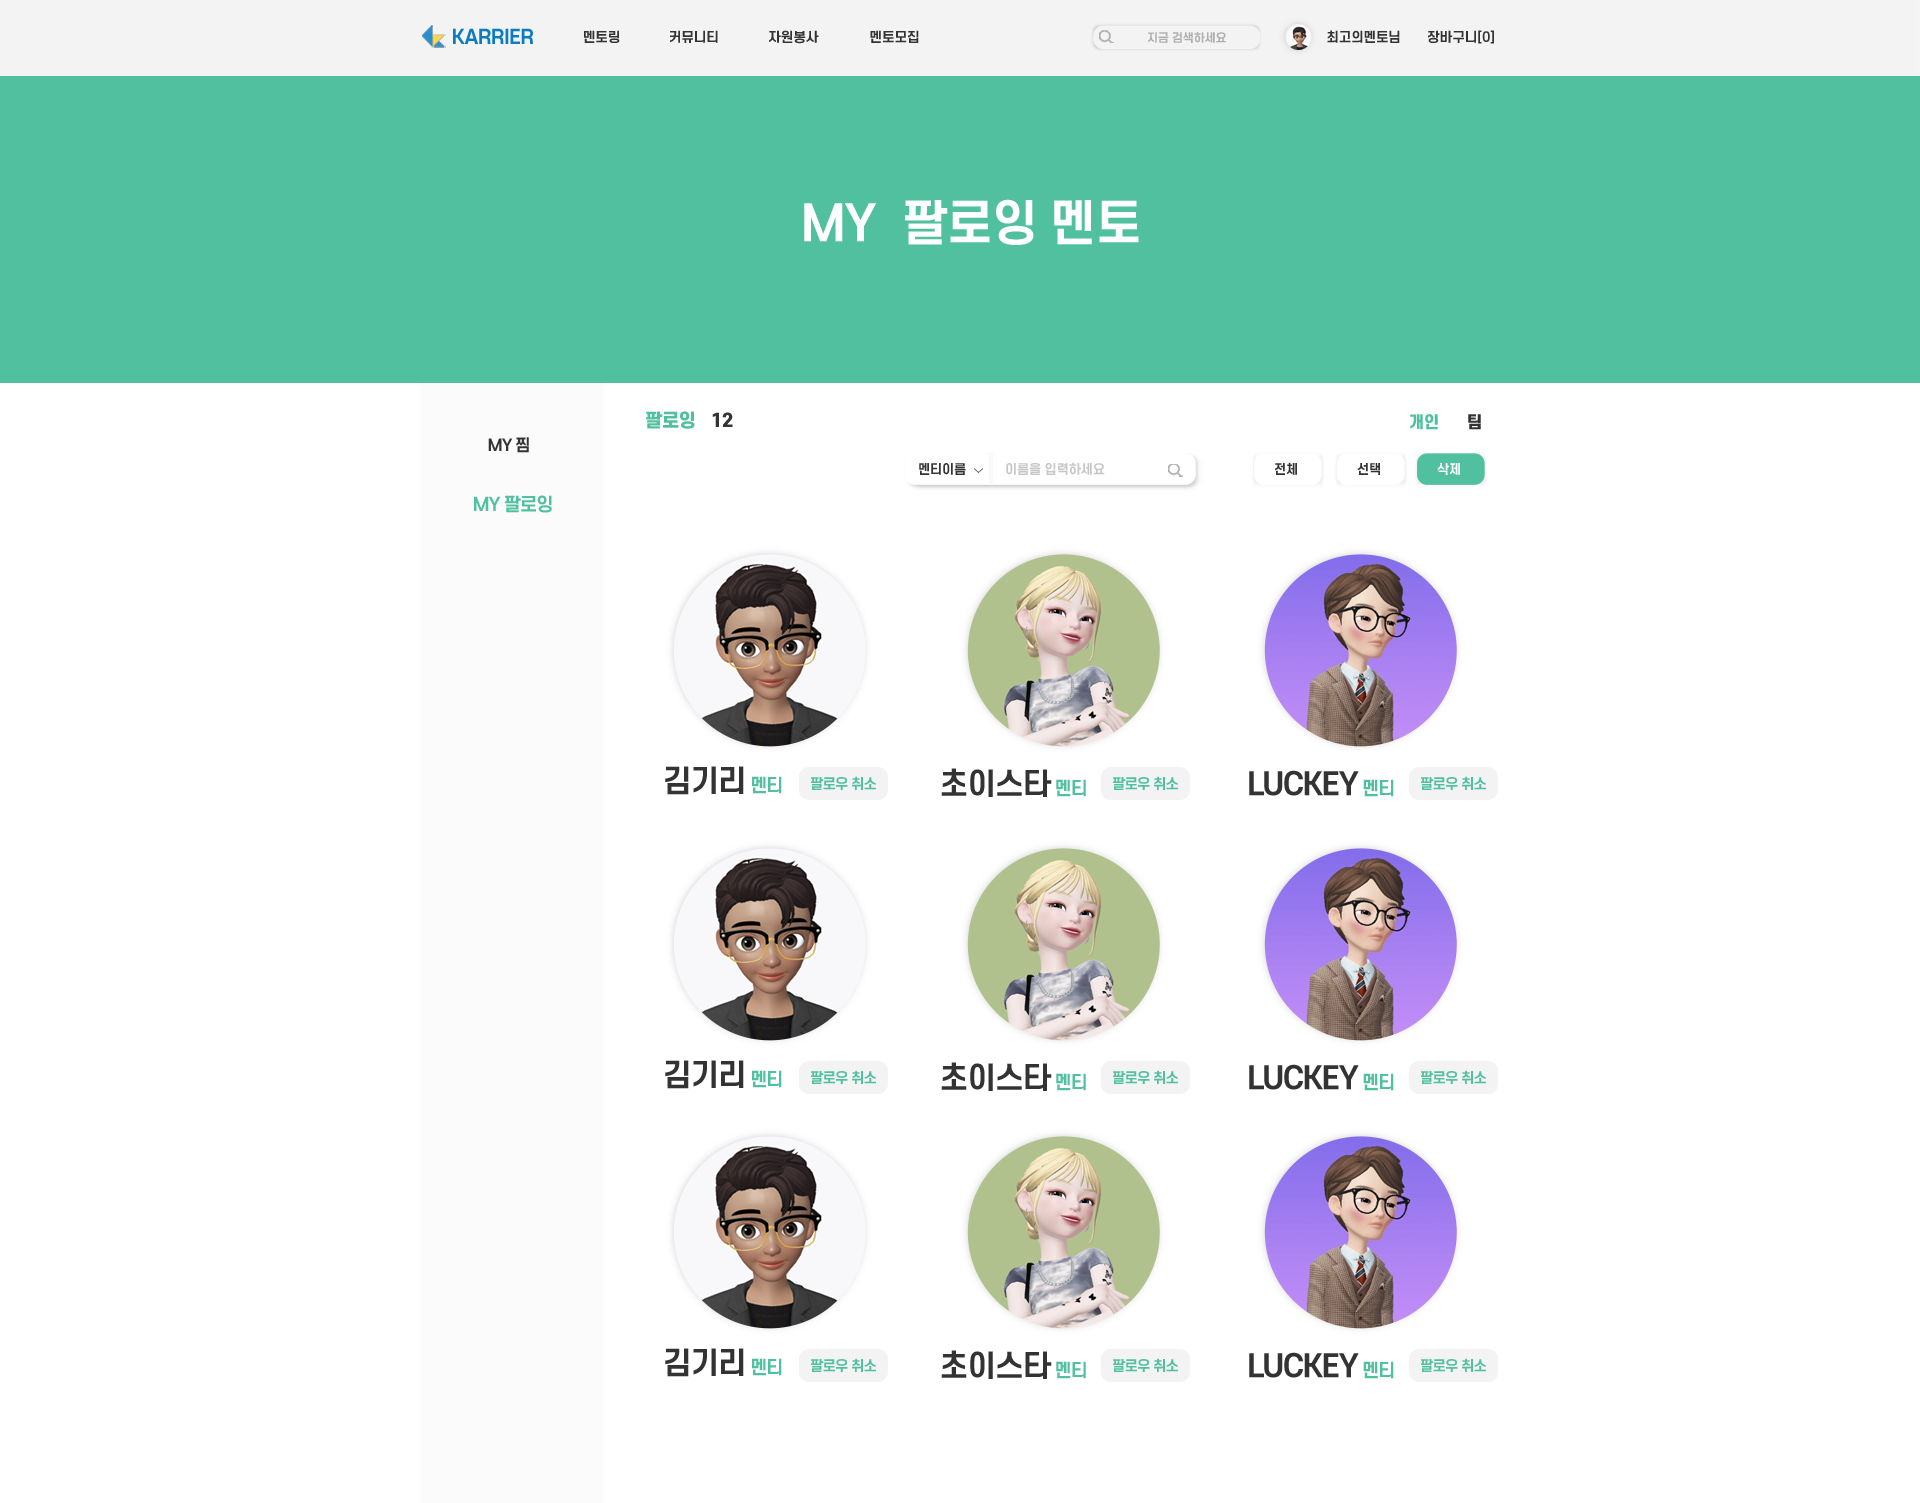 KARRIER 멘토링 커뮤니티 자원봉사 멘토모집 지금 검색하세요 최고의멘토님 장바구니[0]
MY 팔로잉 멘토
팔로잉 12 개인 팀
MY 찜
멘티이름 이름을 입력하세요 전체 선택 삭제
MY 팔로잉
김기리 멘티 팔로우 취소 초이스타 멘티 팔로우 취소 LUCKEY 멘티 팔로우 취소
김기리 멘티 팔로우 취소 초이스타 멘티 팔로우 취소 LUCKEY 멘티 팔로우 취소
김기리 멘티 팔로우 취소 초이스타 멘티 팔로우 취소 LUCKEY 멘티 팔로우 취소